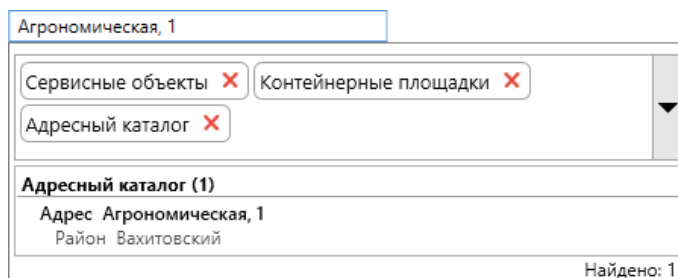 Агрономическая, 1
Сервисные объекты Контейнерные площадки
Адресный каталог
Адресный каталог (1)
Адрес Агрономическая, 1
Район Вахитовский
Найдено: 1